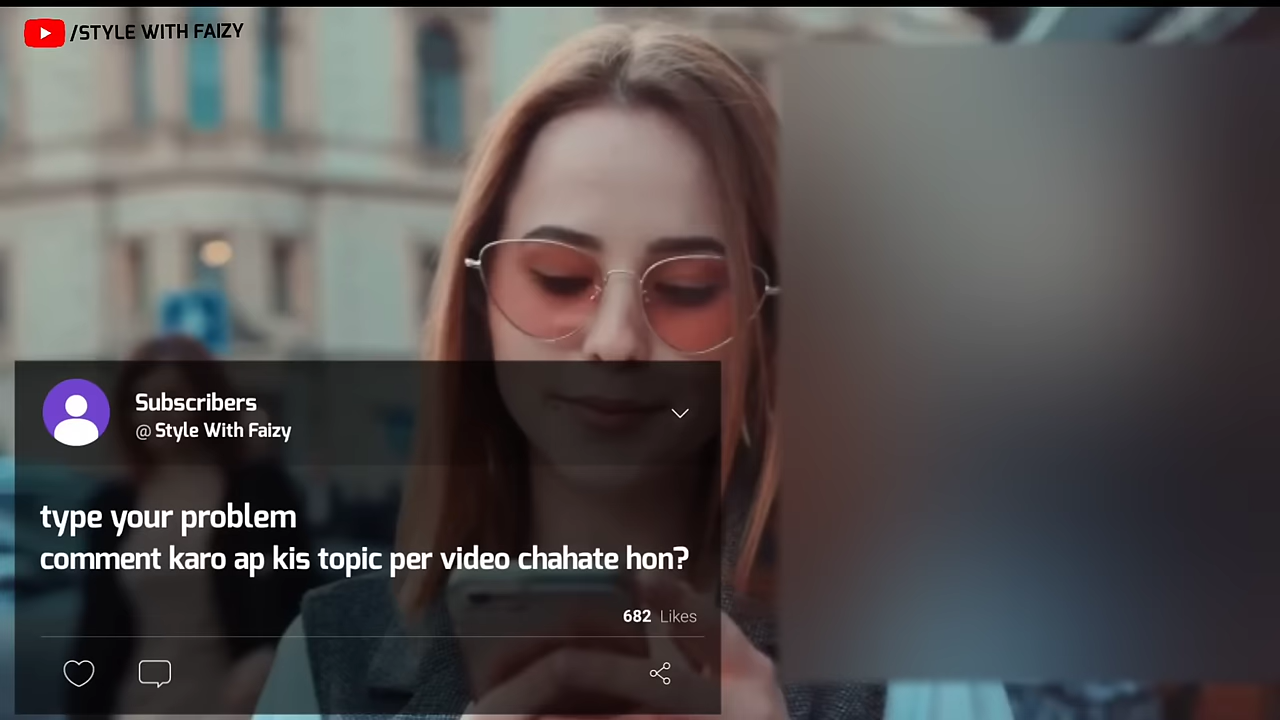 /STYLE WITH FAIZY
Subscribers
@ Style With Faizy
type your problem
comment karo ap kis topic per video chahate hon?
682 Likes